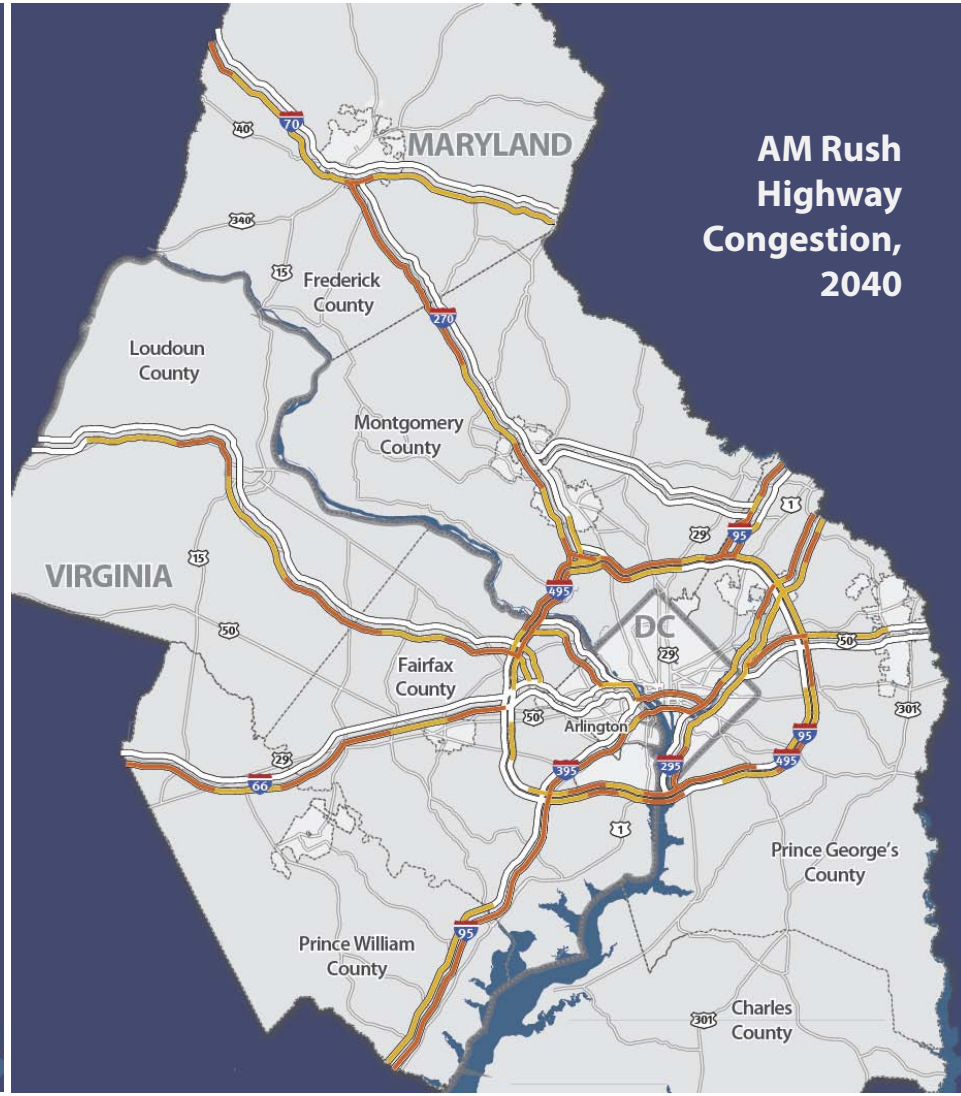 AM Rush
Highway
Congestion,
2040
70
40
MARYLAND
340
15
Frederick
County
270
Loudoun
County
Montgomery
County
1
29
95
15
VIRGINIA
495
50
DC
29
50
Fairfax
County
50
Arlington
301
29
66
395
295
95
495
1
Prince George's
County
95
Prince William
County
301
Charles
County